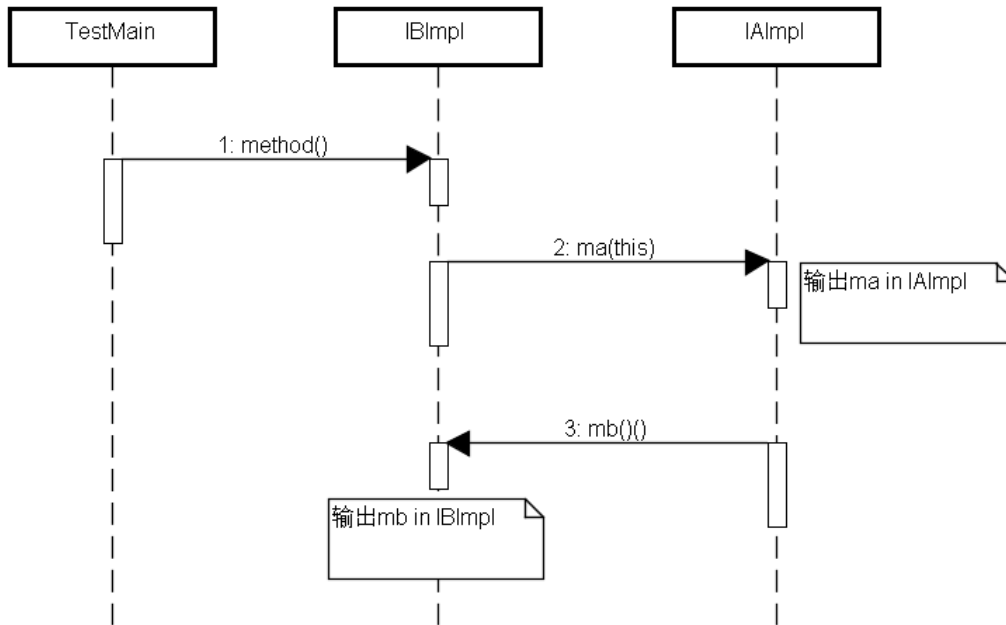 TestMain
IBImpl
IAImpl
1: method()
2: ma(this)
输出ma in IAImpl
3: mb()()
输出mb in IBImpl